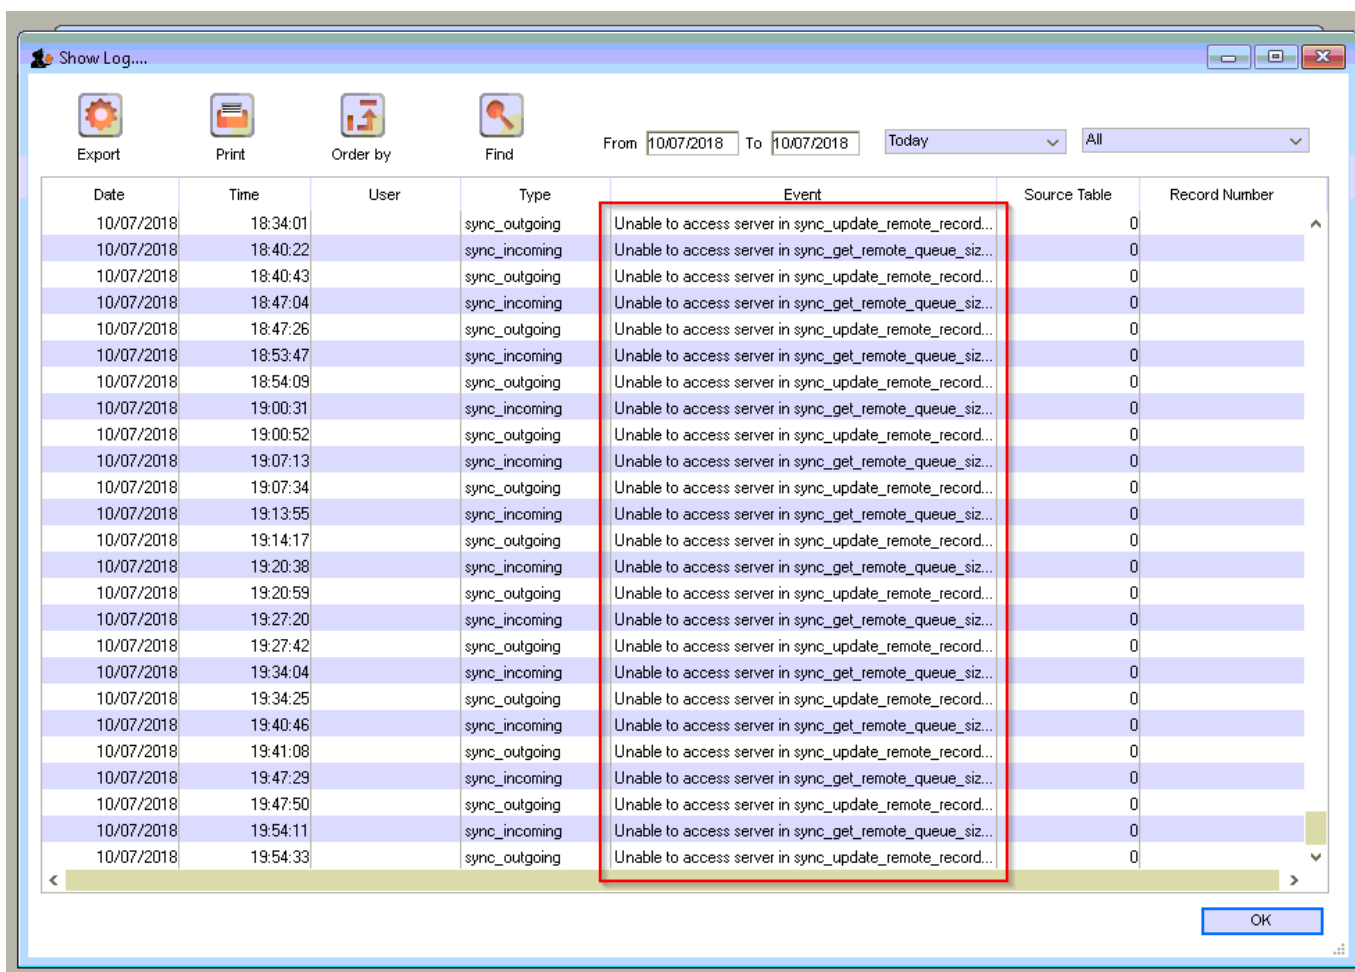 Show Log....
Export Print Order by Find From 10/07/2018 To 10/07/2018 Today All
Date Time User Type Event Source Table Record Number
10/07/2018 18:34:01 sync_outgoing Unable to access server in sync_update_remote_record... 0
10/07/2018 18:40:22 sync_incoming Unable to access server in sync_get_remote_queue_siz... 0
10/07/2018 18:40:43 sync_outgoing Unable to access server in sync_update_remote_record... 0
10/07/2018 18:47:04 sync_incoming Unable to access server in sync_get_remote_queue_siz... 0
10/07/2018 18:47:26 sync_outgoing Unable to access server in sync_update_remote_record... 0
10/07/2018 18:53:47 sync_incoming Unable to access server in sync_get_remote_queue_siz... 0
10/07/2018 18:54:09 sync_outgoing Unable to access server in sync_update_remote_record... 0
10/07/2018 19:00:31 sync_incoming Unable to access server in sync_get_remote_queue_siz... 0
10/07/2018 19:00:52 sync_outgoing Unable to access server in sync_update_remote_record... 0
10/07/2018 19:07:13 sync_incoming Unable to access server in sync_get_remote_queue_siz... 0
10/07/2018 19:07:34 sync_outgoing Unable to access server in sync_update_remote_record... 0
10/07/2018 19:13:55 sync_incoming Unable to access server in sync_get_remote_queue_siz... 0
10/07/2018 19:14:17 sync_outgoing Unable to access server in sync_update_remote_record... 0
10/07/2018 19:20:38 sync_incoming Unable to access server in sync_get_remote_queue_siz... 0
10/07/2018 19:20:59 sync_outgoing Unable to access server in sync_update_remote_record... 0
10/07/2018 19:27:20 sync_incoming Unable to access server in sync_get_remote_queue_siz... 0
10/07/2018 19:27:42 sync_outgoing Unable to access server in sync_update_remote_record... 0
10/07/2018 19:34:04 sync_incoming Unable to access server in sync_get_remote_queue_siz... 0
10/07/2018 19:34:25 sync_outgoing Unable to access server in sync_update_remote_record... 0
10/07/2018 19:40:46 sync_incoming Unable to access server in sync_get_remote_queue_siz... 0
10/07/2018 19:41:08 sync_outgoing Unable to access server in sync_update_remote_record... 0
10/07/2018 19:47:29 sync_incoming Unable to access server in sync_get_remote_queue_siz... 0
10/07/2018 19:47:50 sync_outgoing Unable to access server in sync_update_remote_record... 0
10/07/2018 19:54:11 sync_incoming Unable to access server in sync_get_remote_queue_siz... 0
10/07/2018 19:54:33 sync_outgoing Unable to access server in sync_update_remote_record... 0
OK